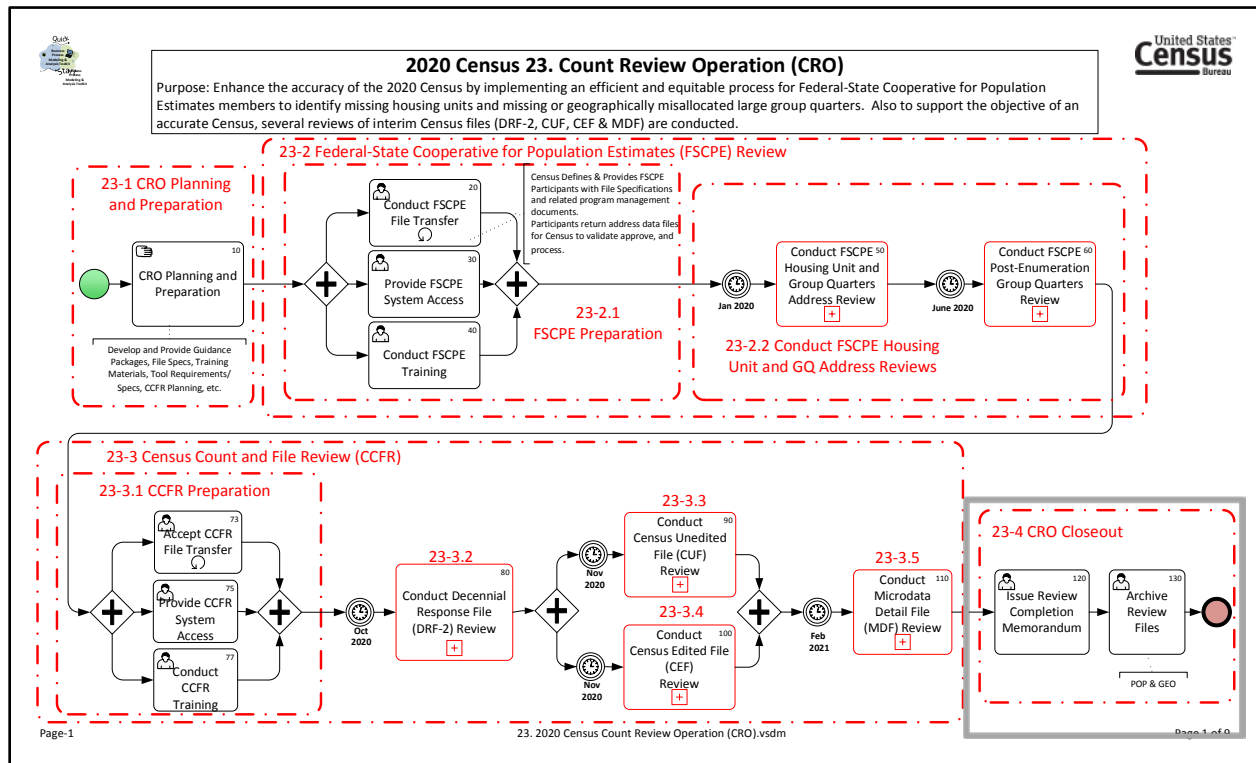 Quick
Business
Process
Modeling &
Analysis Toolkit
Start
Process
Modeling &
Analysis Toolkit
United States™
Census
Bureau
2020 Census 23. Count Review Operation (CRO)
Purpose: Enhance the accuracy of the 2020 Census by implementing an efficient and equitable process for Federal-State Cooperative for Population
Estimates members to identify missing housing units and missing or geographically misallocated large group quarters.  Also to support the objective of an
accurate Census, several reviews of interim Census files (DRF-2, CUF, CEF & MDF) are conducted.
23-1 CRO Planning
and Preparation
10
CRO Planning and
Preparation
Develop and Provide Guidance
Packages, File Specs, Training
Materials, Tool Requirements/
Specs, CCFR Planning, etc.
23-2 Federal-State Cooperative for Population Estimates (FSCPE) Review
20
Conduct FSCPE
File Transfer
Census Defines & Provides FSCPE
Participants with File Specifications
and related program management
documents.
Participants return address data files
for Census to validate approve, and
process.
30
Provide FSCPE
System Access
40
Conduct FSCPE
Training
23-2.1
FSCPE Preparation
Jan 2020
50
Conduct FSCPE
Housing Unit and
Group Quarters
Address Review
June 2020
60
Conduct FSCPE
Post-Enumeration
Group Quarters
Review
23-2.2 Conduct FSCPE Housing
Unit and GQ Address Reviews
23-3 Census Count and File Review (CCFR)
23-3.1 CCFR Preparation
73
Accept CCFR
File Transfer
75
Provide CCFR
System Access
77
Conduct
CCFR
Training
Oct
2020
23-3.2
80
Conduct Decennial
Response File
(DRF-2) Review
Nov
2020
23-3.3
90
Conduct
Census Unedited
File (CUF)
Review
Nov
2020
23-3.4
100
Conduct
Census Edited File
(CEF)
Review
Feb
2021
23-3.5
110
Conduct
Microdata
Detail File
(MDF) Review
23-4 CRO Closeout
120
Issue Review
Completion
Memorandum
130
Archive
Review
Files
POP & GEO
Page-1
23. 2020 Census Count Review Operation (CRO).vsdm
Page 1 of 9